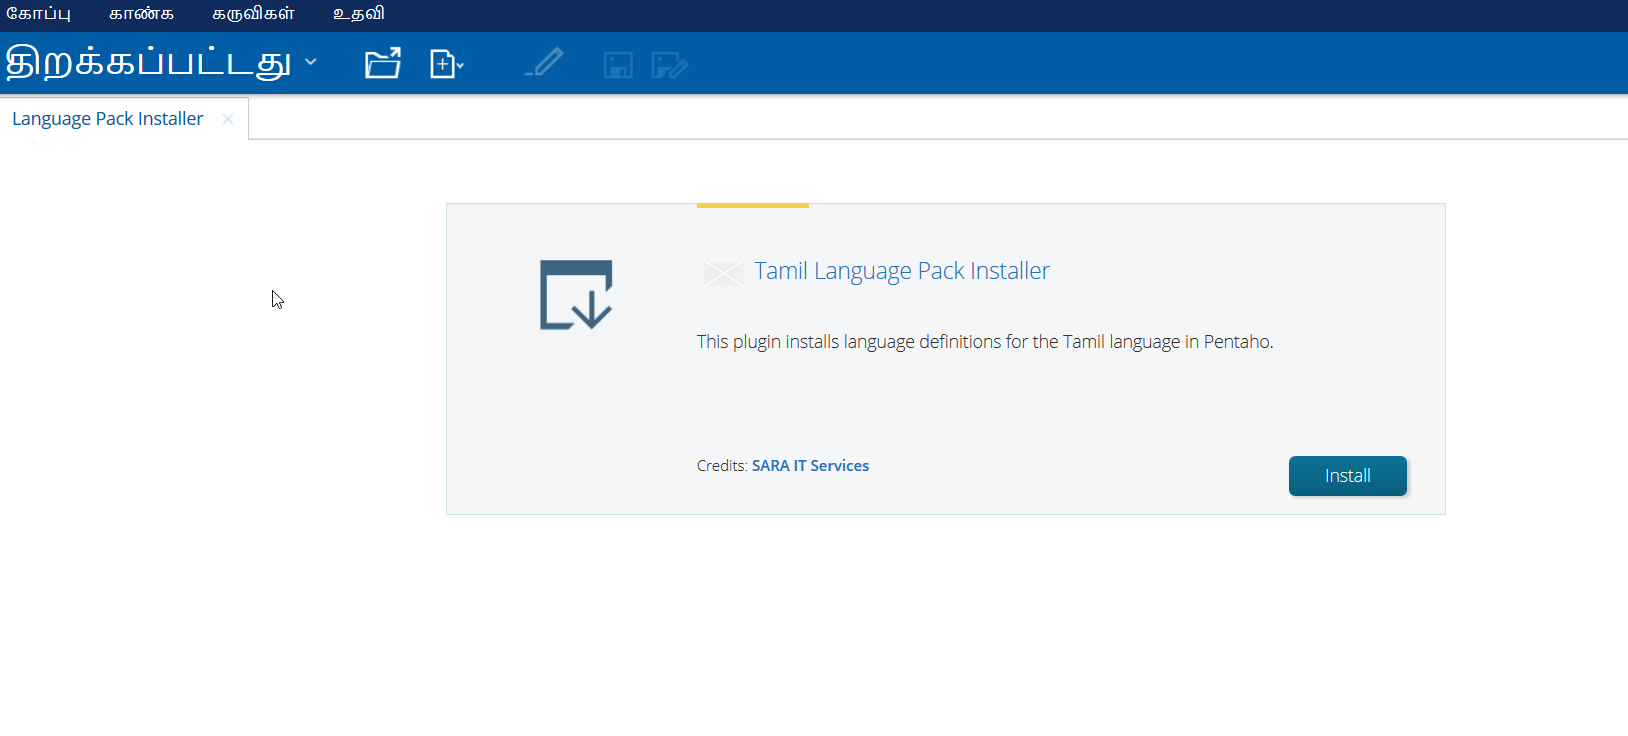 கோப்பு காண்க கருவிகள் உதவி
திறக்கப்பட்டது
Language Pack Installer
Tamil Language Pack Installer
This plugin installs language definitions for the Tamil language in Pentaho.
Credits: SARA IT Services
Install